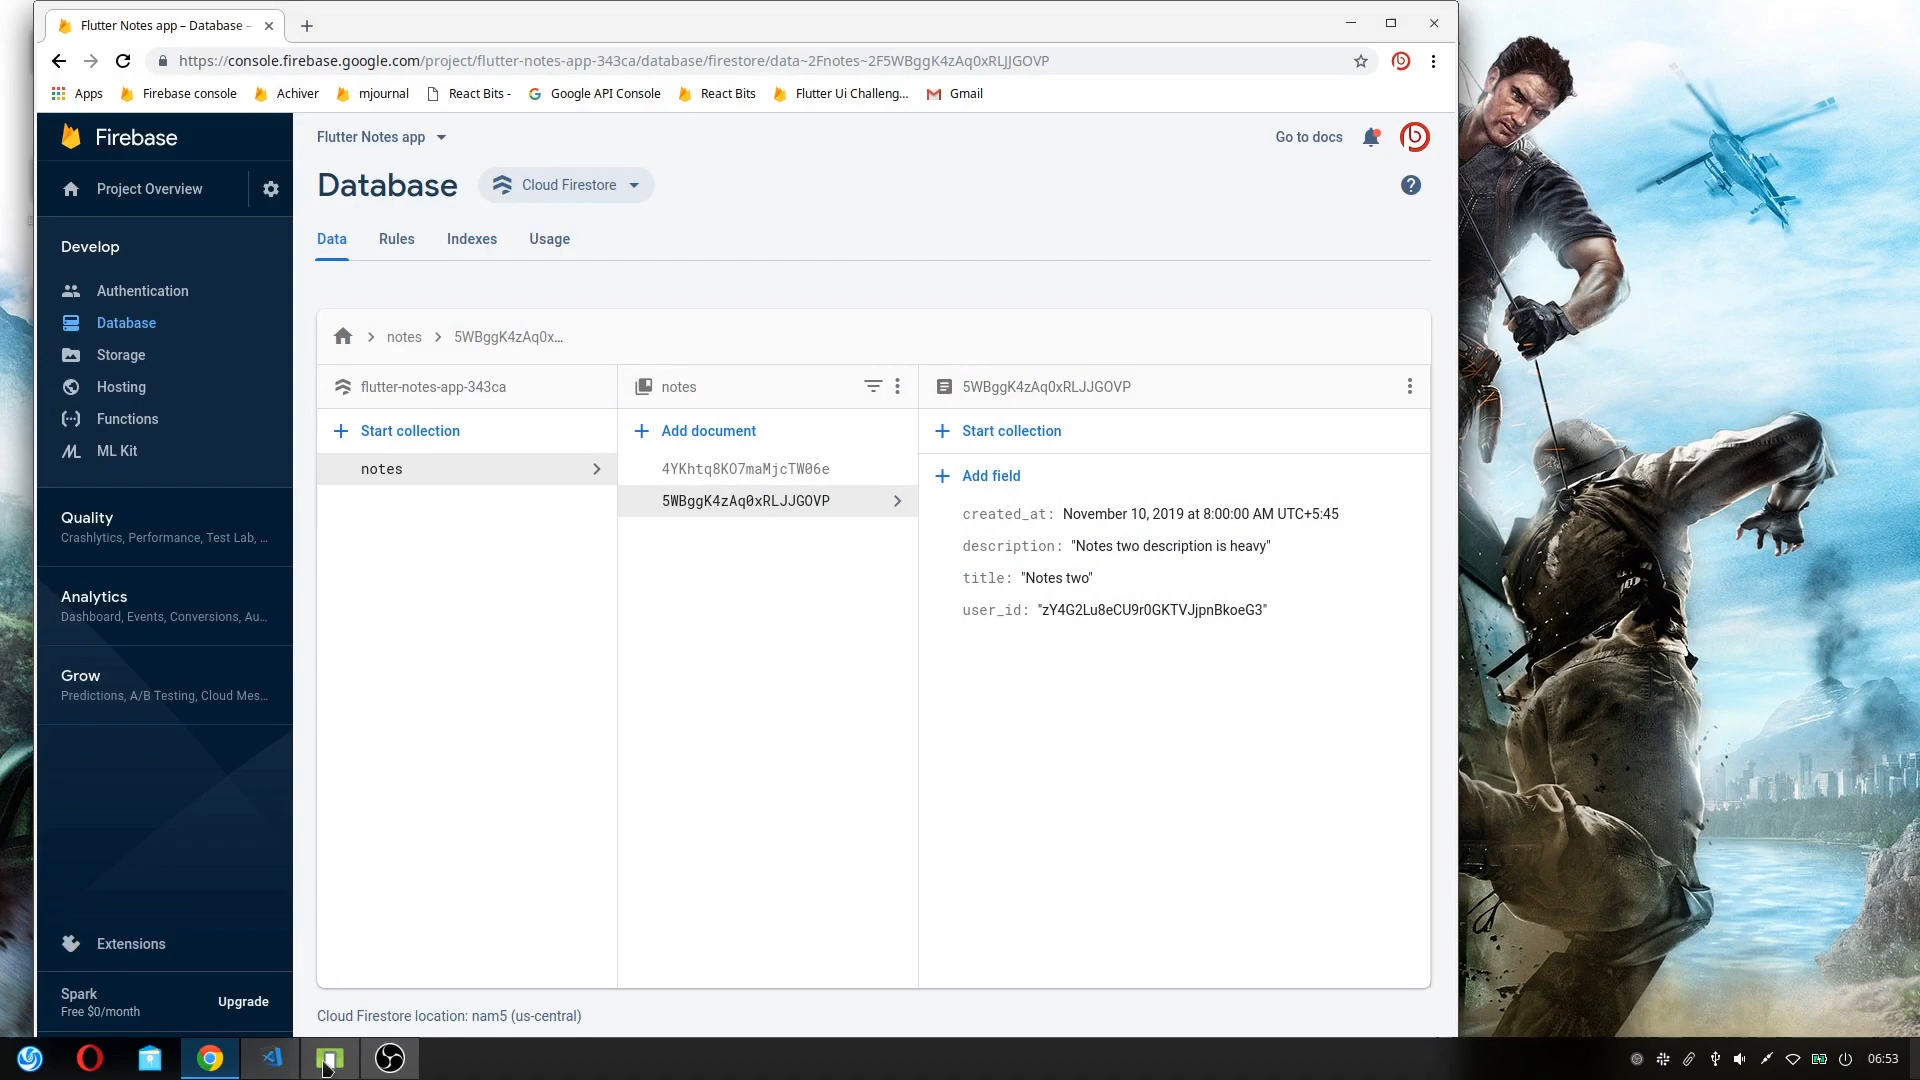 Flutter Notes app – Database –
https://console.firebase.google.com/project/flutter-notes-app-343ca/database/firestore/data~2Fnotes~2F5WBggK4zAq0xRLJJGOVP
Apps
Firebase console
Achiver
mjournal
React Bits -
Google API Console
React Bits
Flutter Ui Challeng...
Gmail
Firebase
Flutter Notes app
Go to docs
Project Overview
Database
Cloud Firestore
Data
Rules
Indexes
Usage
Develop
Authentication
Database
Storage
Hosting
Functions
ML Kit
Quality
Crashlytics, Performance, Test Lab, ...
Analytics
Dashboard, Events, Conversions, Au...
Grow
Predictions, A/B Testing, Cloud Mes...
Extensions
Spark
Free $0/month
Upgrade
notes
5WBggK4zAq0x...
flutter-notes-app-343ca
Start collection
notes
notes
Add document
4YKhtq8KO7maMjcTW06e
5WBggK4zAq0xRLJJGOVP
5WBggK4zAq0xRLJJGOVP
Start collection
Add field
created_at: November 10, 2019 at 8:00:00 AM UTC+5:45
description: "Notes two description is heavy"
title: "Notes two"
user_id: "zY4G2Lu8eCU9r0GKTVJjpnBkoeG3"
Cloud Firestore location: nam5 (us-central)
06:53